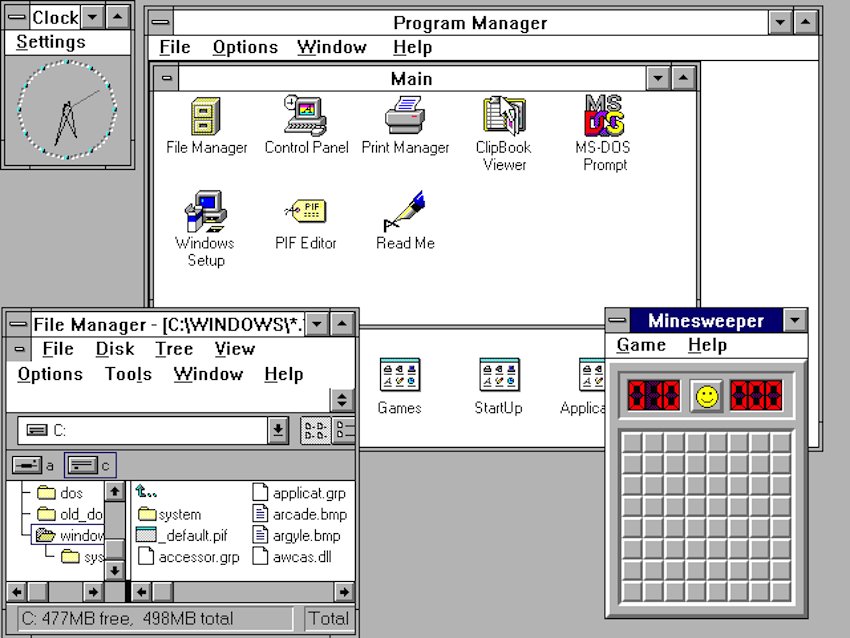 Clock
Settings
Program Manager
File Options Window Help
Main
File Manager
Control Panel
Print Manager
ClipBook
Viewer
MS-DOS
Prompt
Windows
Setup
PIF Editor
Read Me
Games
StartUp
Applica
File Manager - [C:\WINDOWS\*.
File Disk Tree View
Options Tools Window Help
C:
a c
dos
old_do
window
sys
system
_default.pif
accessor.grp
applicat.grp
arcade.bmp
argyle.bmp
awcas.dll
C: 477MB free, 498MB total
Total
Minesweeper
Game Help
010 000